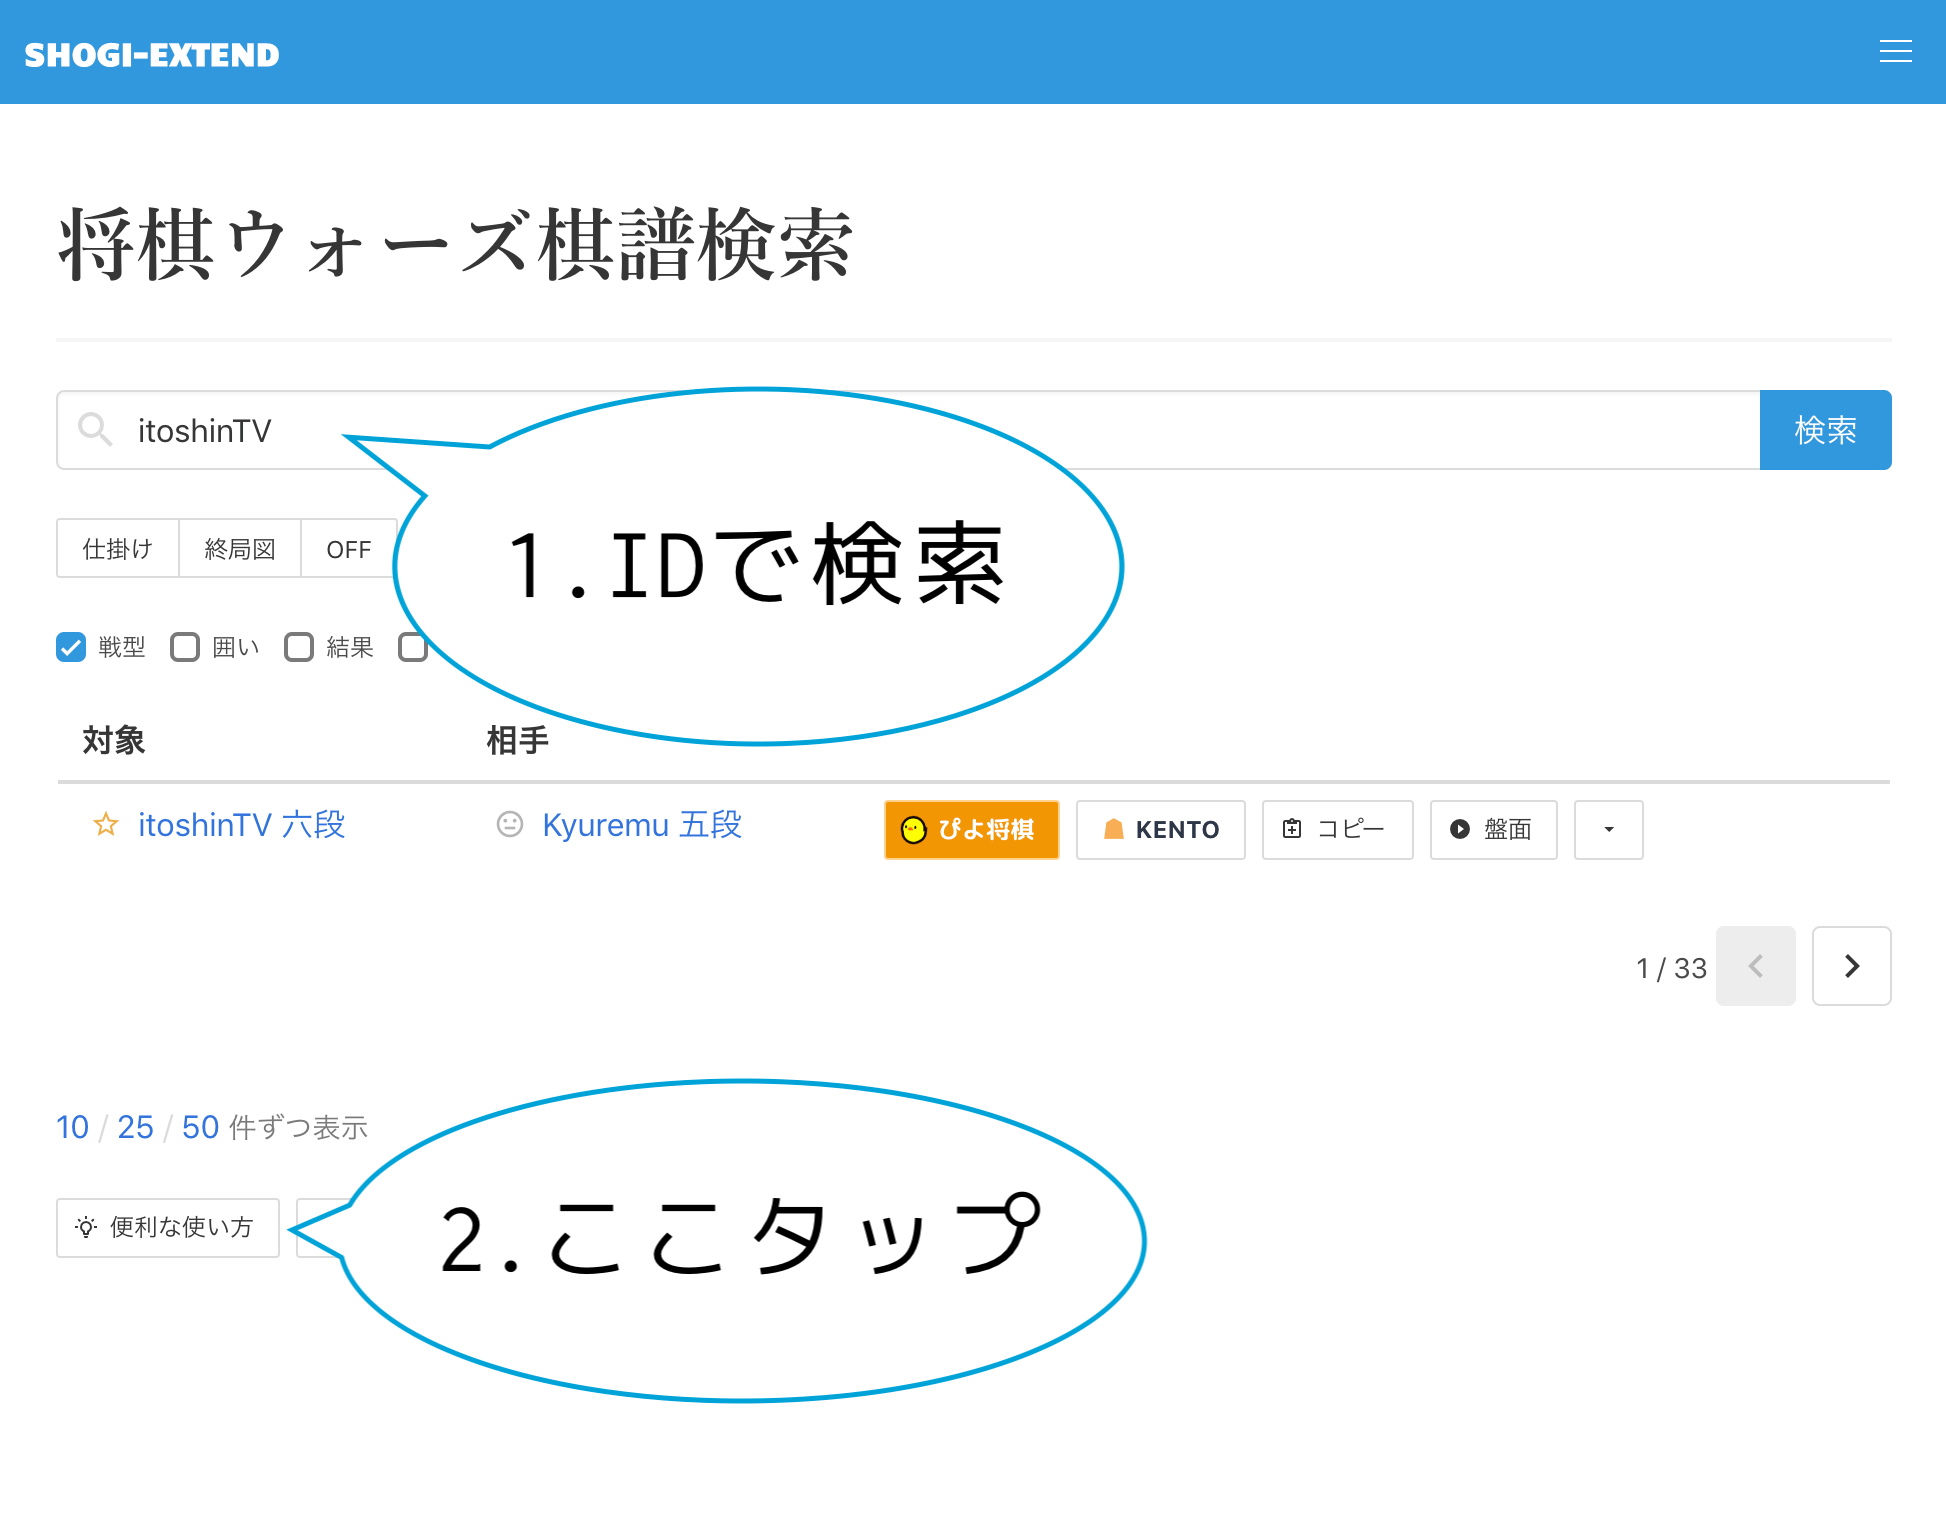 SHOGI-EXTEND
将棋ウォーズ棋譜検索
itoshinTV
検索
1.IDで検索
仕掛け 終局図 OFF
戦型 囲い 結果
対象 相手
itoshinTV 六段 Kyuremu 五段 ぴよ将棋 KENTO コピー 盤面
1 / 33
10 / 25 / 50 件ずつ表示
便利な使い方
2.ここタップ